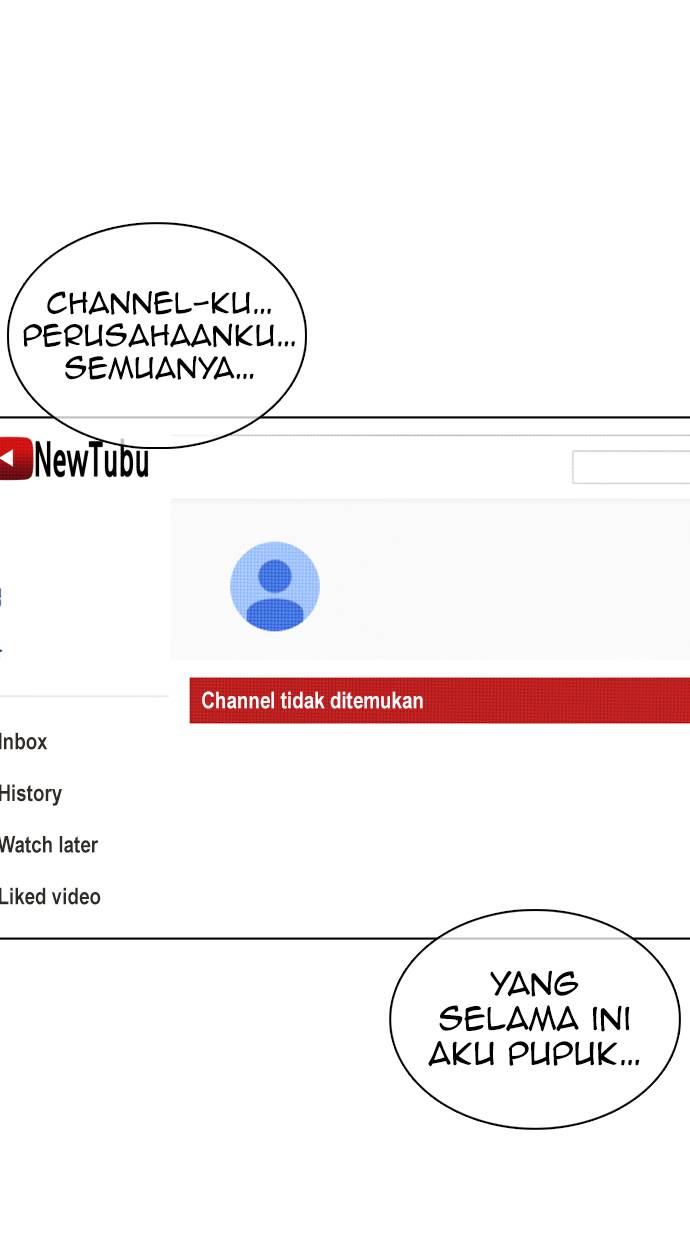 CHANNEL-KU...
PERUSAHAANKU...
SEMUANYA...
NewTubu
Channel tidak ditemukan
Inbox
History
Watch later
Liked video
YANG
SELAMA INI
AKU PUPUK...